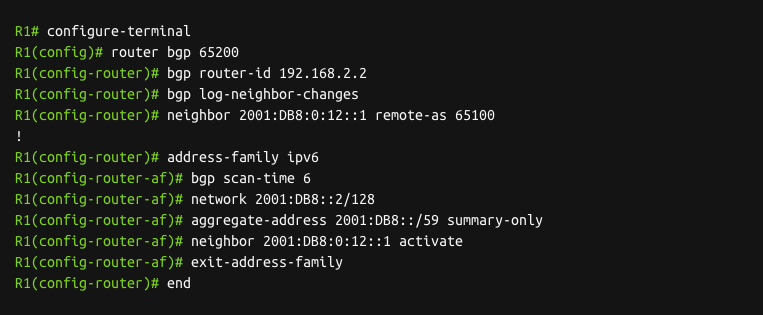 R1# configure-terminal
R1(config)# router bgp 65200
R1(config-router)# bgp router-id 192.168.2.2
R1(config-router)# bgp log-neighbor-changes
R1(config-router)# neighbor 2001:DB8:0:12::1 remote-as 65100
!
R1(config-router)# address-family ipv6
R1(config-router-af)# bgp scan-time 6
R1(config-router-af)# network 2001:DB8::2/128
R1(config-router-af)# aggregate-address 2001:DB8::/59 summary-only
R1(config-router-af)# neighbor 2001:DB8:0:12::1 activate
R1(config-router-af)# exit-address-family
R1(config-router)# end